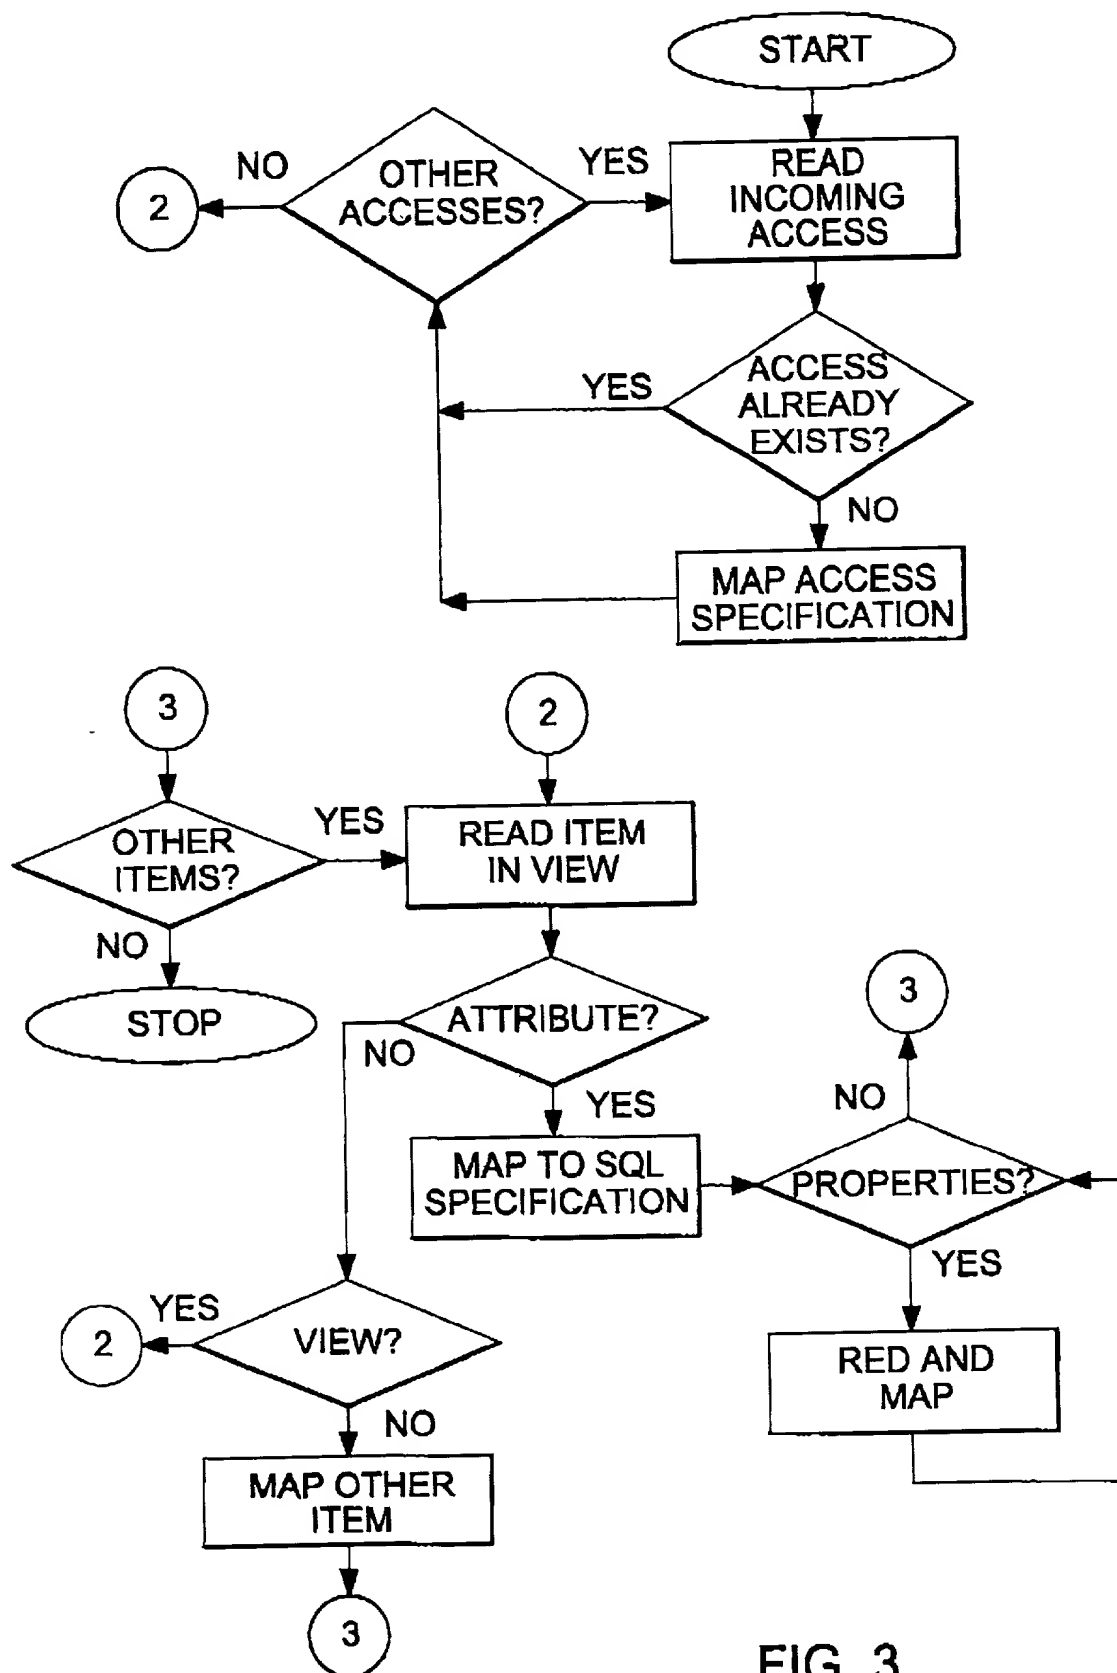 START
OTHER
ACCESSES?
NO
YES
2
READ
INCOMING
ACCESS
ACCESS
ALREADY
EXISTS?
YES
NO
MAP ACCESS
SPECIFICATION
3
2
OTHER
ITEMS?
YES
NO
READ ITEM
IN VIEW
STOP
ATTRIBUTE?
NO
YES
3
NO
MAP TO SQL
SPECIFICATION
PROPERTIES?
YES
YES
2
VIEW?
NO
RED AND
MAP
MAP OTHER
ITEM
3
FIG. 3